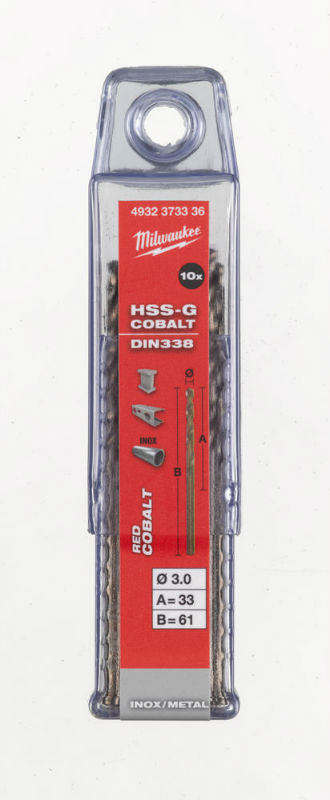 4932 3733 36
Milwaukee
10x
HSS-G
COBALT
DIN338
Ø
A
INOX
B
RED
COBALT
Ø 3.0
A=33
B=61
INOX/METAL